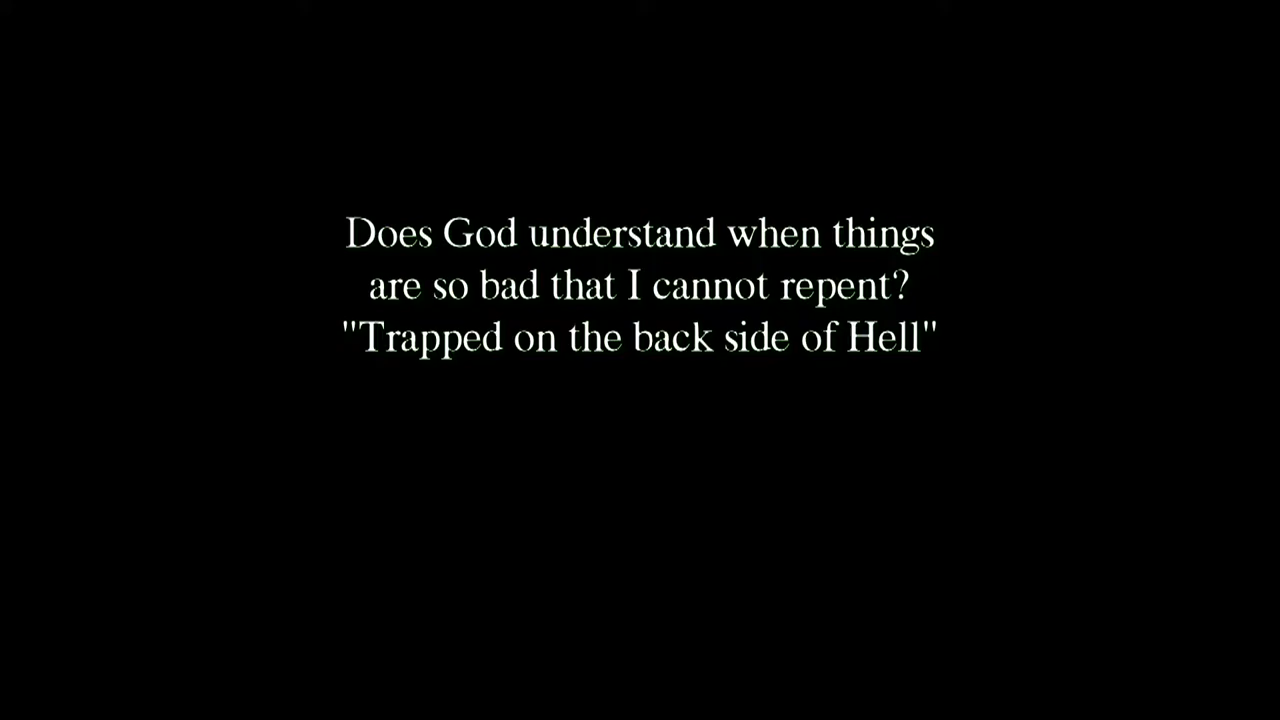 Does God understand when things
are so bad that I cannot repent?
"Trapped on the back side of Hell"